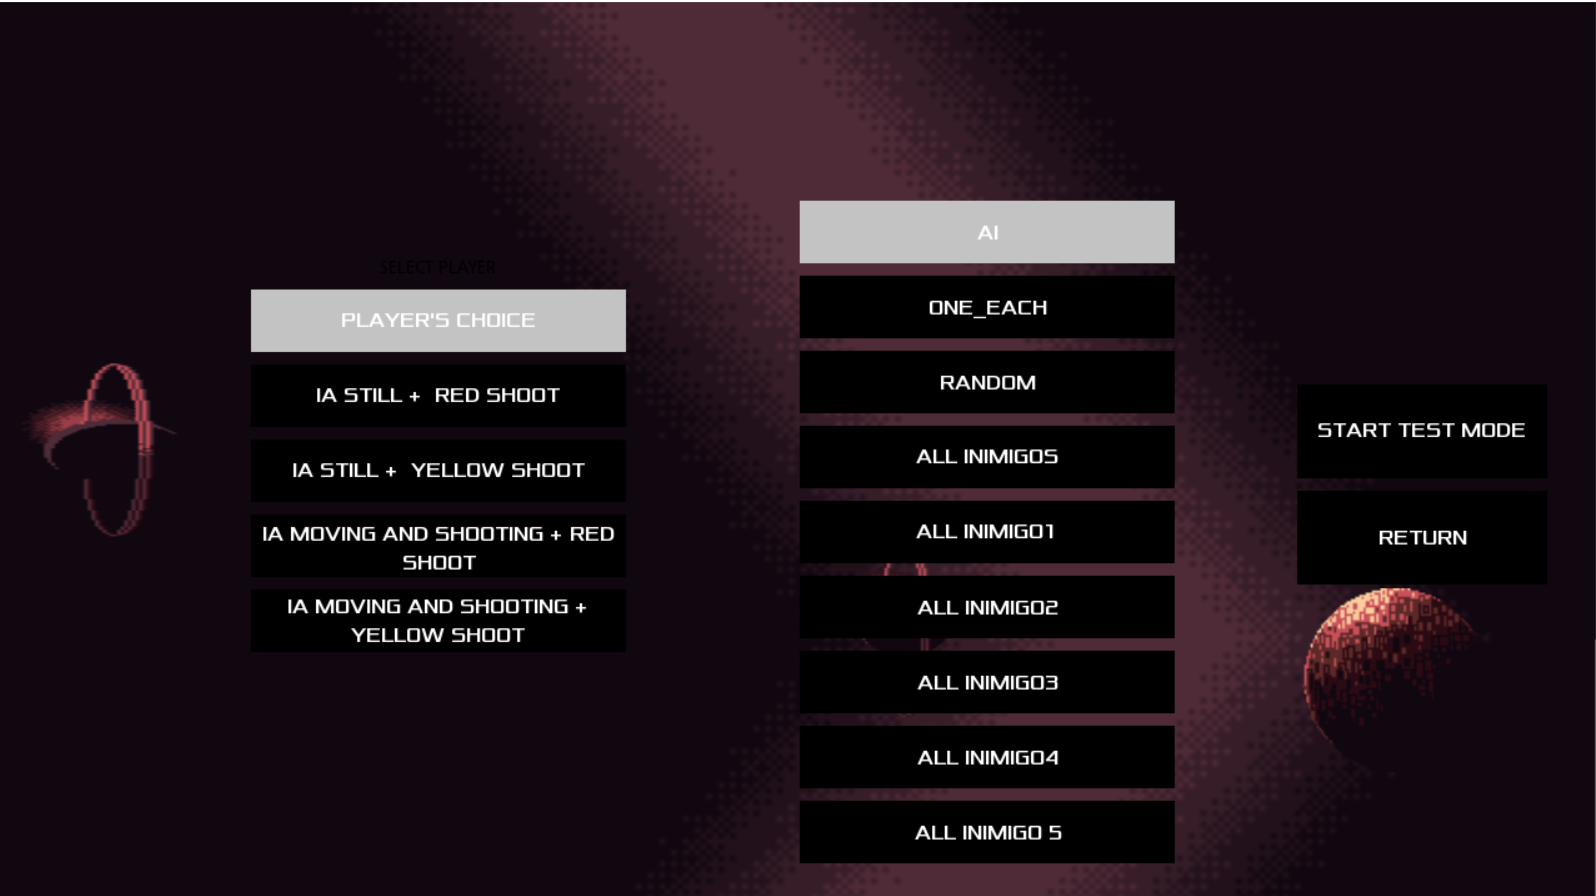 SELECT PLAYER
PLAYER'S CHOICE
IA STILL +  RED SHOOT
IA STILL +  YELLOW SHOOT
IA MOVING AND SHOOTING + RED
SHOOT
IA MOVING AND SHOOTING +
YELLOW SHOOT
AI
ONE_EACH
RANDOM
ALL INIMIGOS
ALL INIMIGO1
ALL INIMIGO2
ALL INIMIGO3
ALL INIMIGO4
ALL INIMIGO 5
START TEST MODE
RETURN